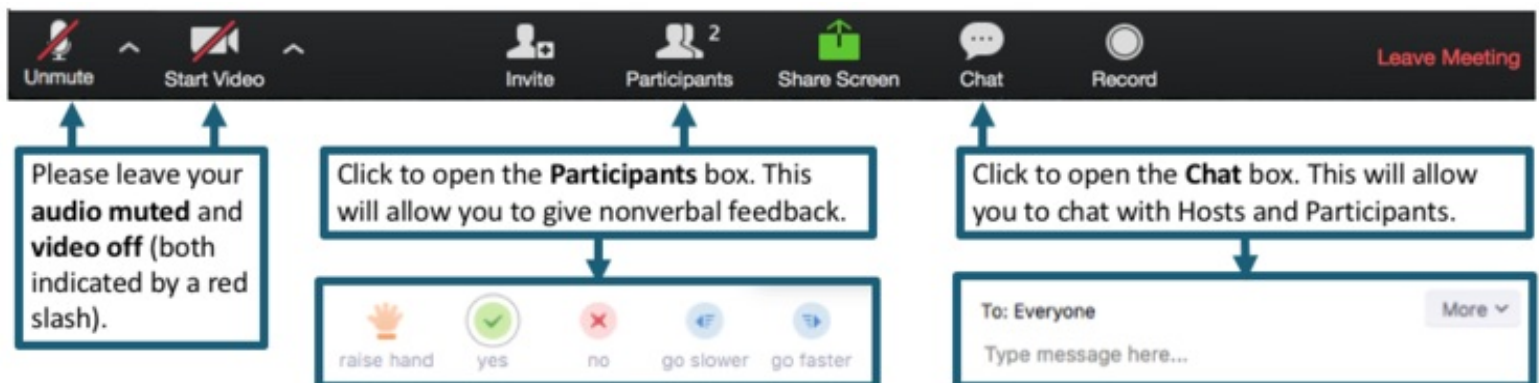 2
Unmute Start Video Invite Participants Share Screen Chat Record Leave Meeting
Please leave your
audio muted and
video off (both
indicated by a red
slash).
Click to open the Participants box. This
will allow you to give nonverbal feedback.
raise hand yes no go slower go faster
Click to open the Chat box. This will allow
you to chat with Hosts and Participants.
To: Everyone More
Type message here...